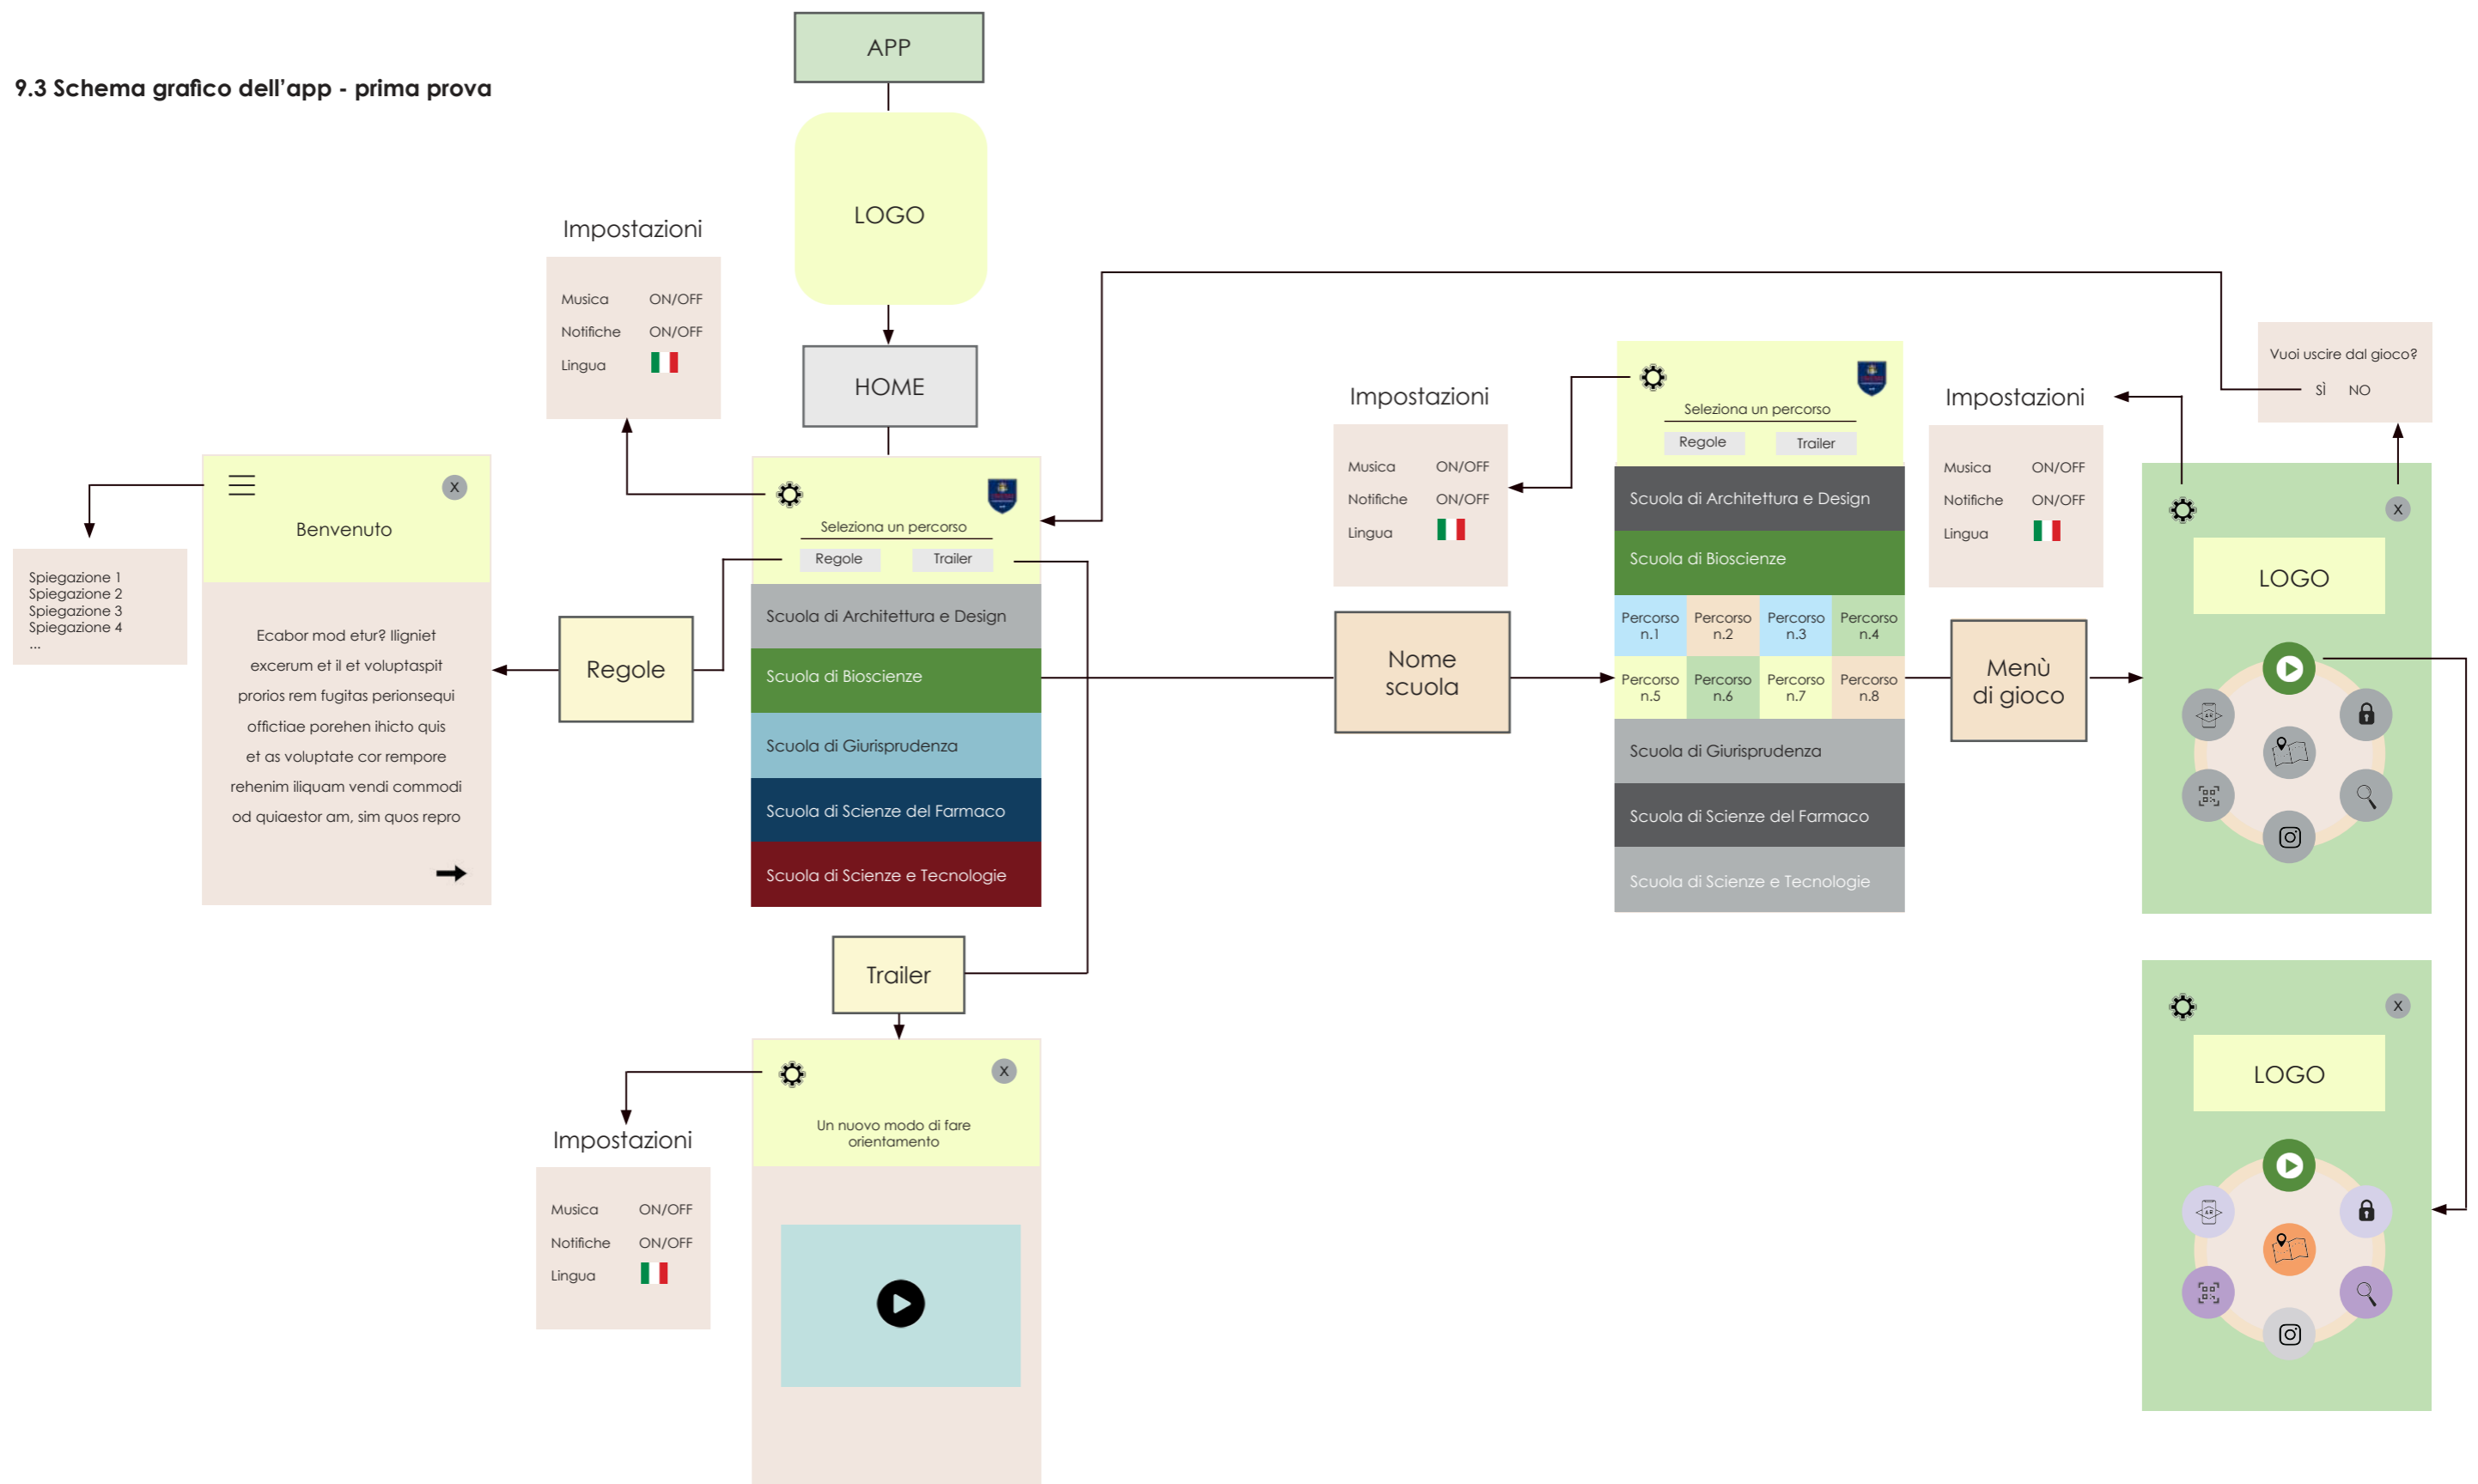 9.3 Schema grafico dell'app - prima prova
APP
LOGO
HOME
Impostazioni
Musica ON/OFF
Notifiche ON/OFF
Lingua
X
Benvenuto
Ecabor mod etur? Iligniet
excerum et il et voluptaspit
prorios rem fugitas perionsequi
offictiae porehen ihicto quis
et as voluptate cor rempore
rehenim iliquam vendi commodi
od quiaestor am, sim quos repro
Spiegazione 1
Spiegazione 2
Spiegazione 3
Spiegazione 4
...
Regole
Seleziona un percorso
Regole Trailer
Scuola di Architettura e Design
Scuola di Bioscienze
Scuola di Giurisprudenza
Scuola di Scienze del Farmaco
Scuola di Scienze e Tecnologie
Trailer
X
Un nuovo modo di fare
orientamento
Impostazioni
Musica ON/OFF
Notifiche ON/OFF
Lingua
Nome
scuola
Impostazioni
Musica ON/OFF
Notifiche ON/OFF
Lingua
Seleziona un percorso
Regole Trailer
Scuola di Architettura e Design
Scuola di Bioscienze
Percorso Percorso Percorso Percorso
n.1 n.2 n.3 n.4
Percorso Percorso Percorso Percorso
n.5 n.6 n.7 n.8
Scuola di Giurisprudenza
Scuola di Scienze del Farmaco
Scuola di Scienze e Tecnologie
Menù
di gioco
Impostazioni
Musica ON/OFF
Notifiche ON/OFF
Lingua
Vuoi uscire dal gioco?
SÌ NO
X
LOGO
AR
X
LOGO
AR